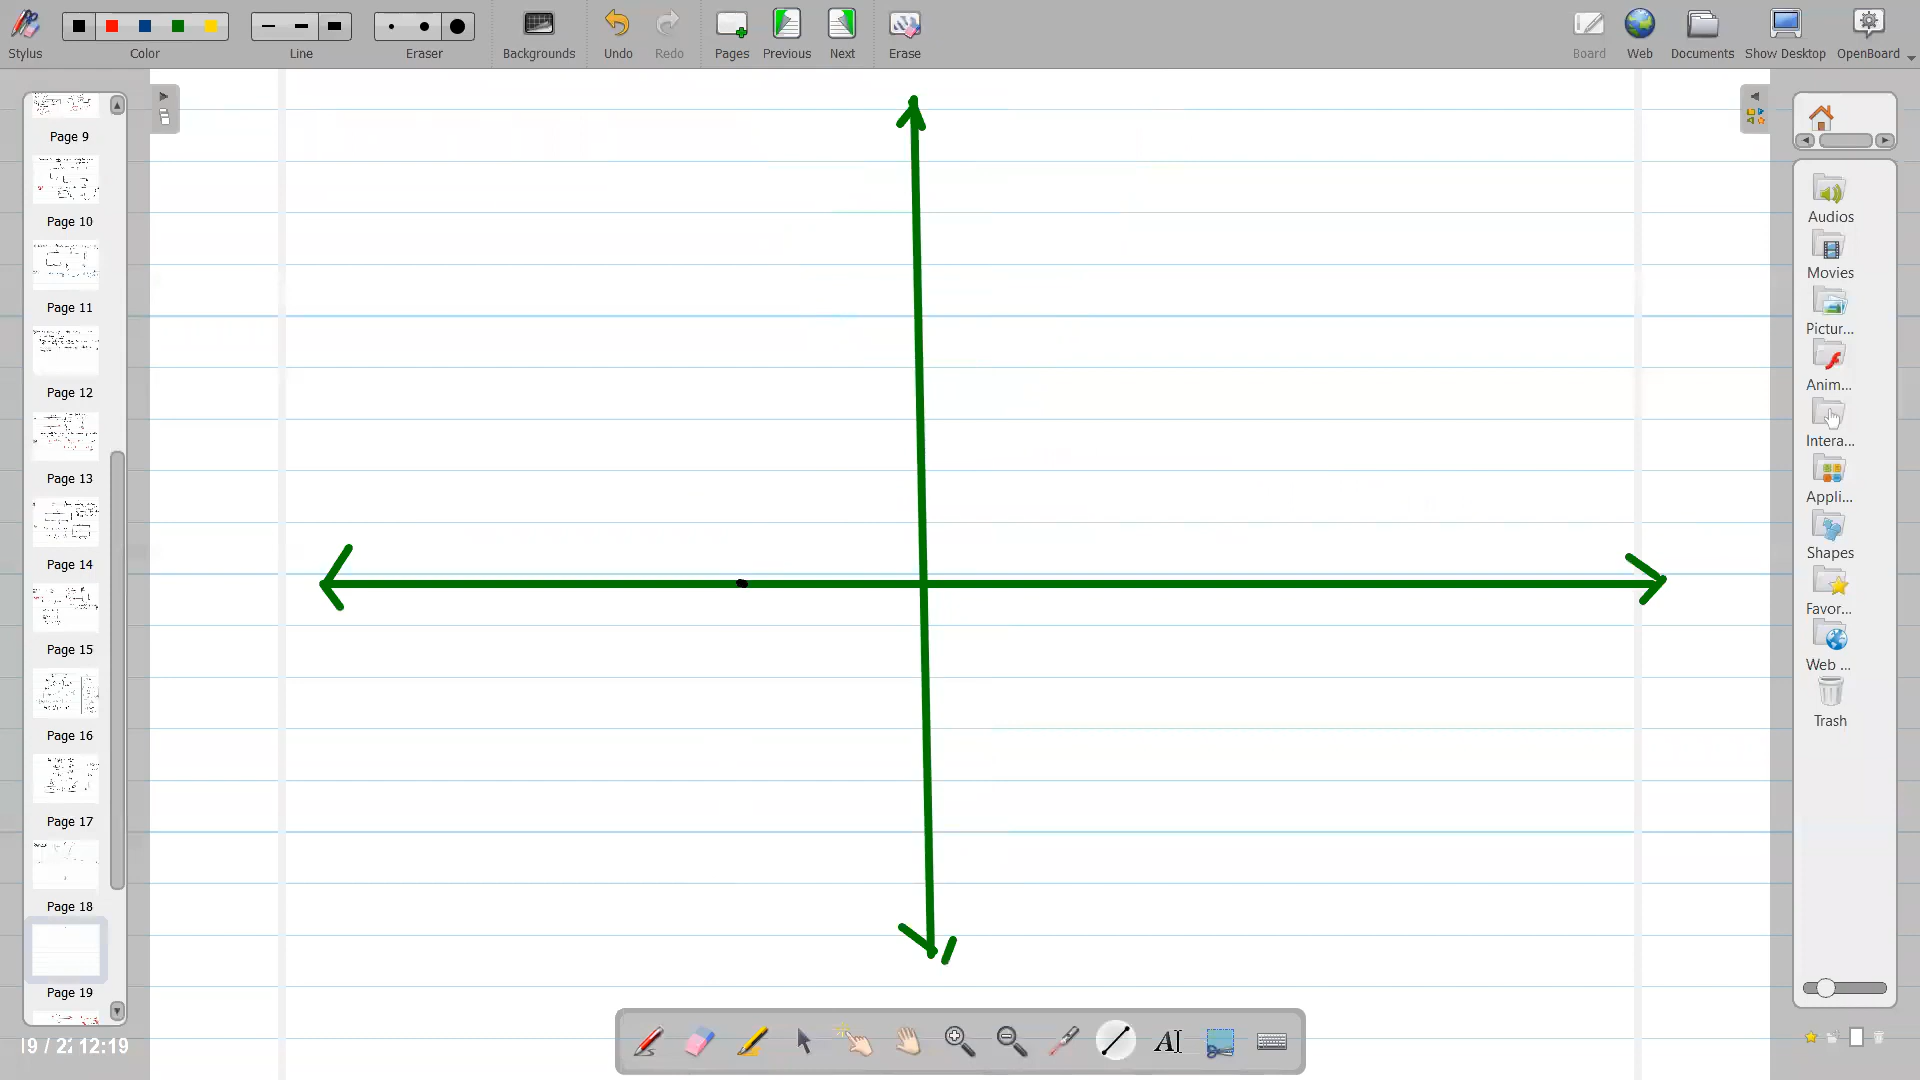 Stylus
Color
Line
Eraser
Backgrounds
Undo
Redo
Pages
Previous
Next
Erase
Board
Web
Documents
Show Desktop
OpenBoard
Page 9
Page 10
Page 11
Page 12
Page 13
Page 14
Page 15
Page 16
Page 17
Page 18
Page 19
12:19
Audios
Movies
Pictur...
Anim...
Intera...
Appli...
Shapes
Favor...
Web ...
Trash
AI